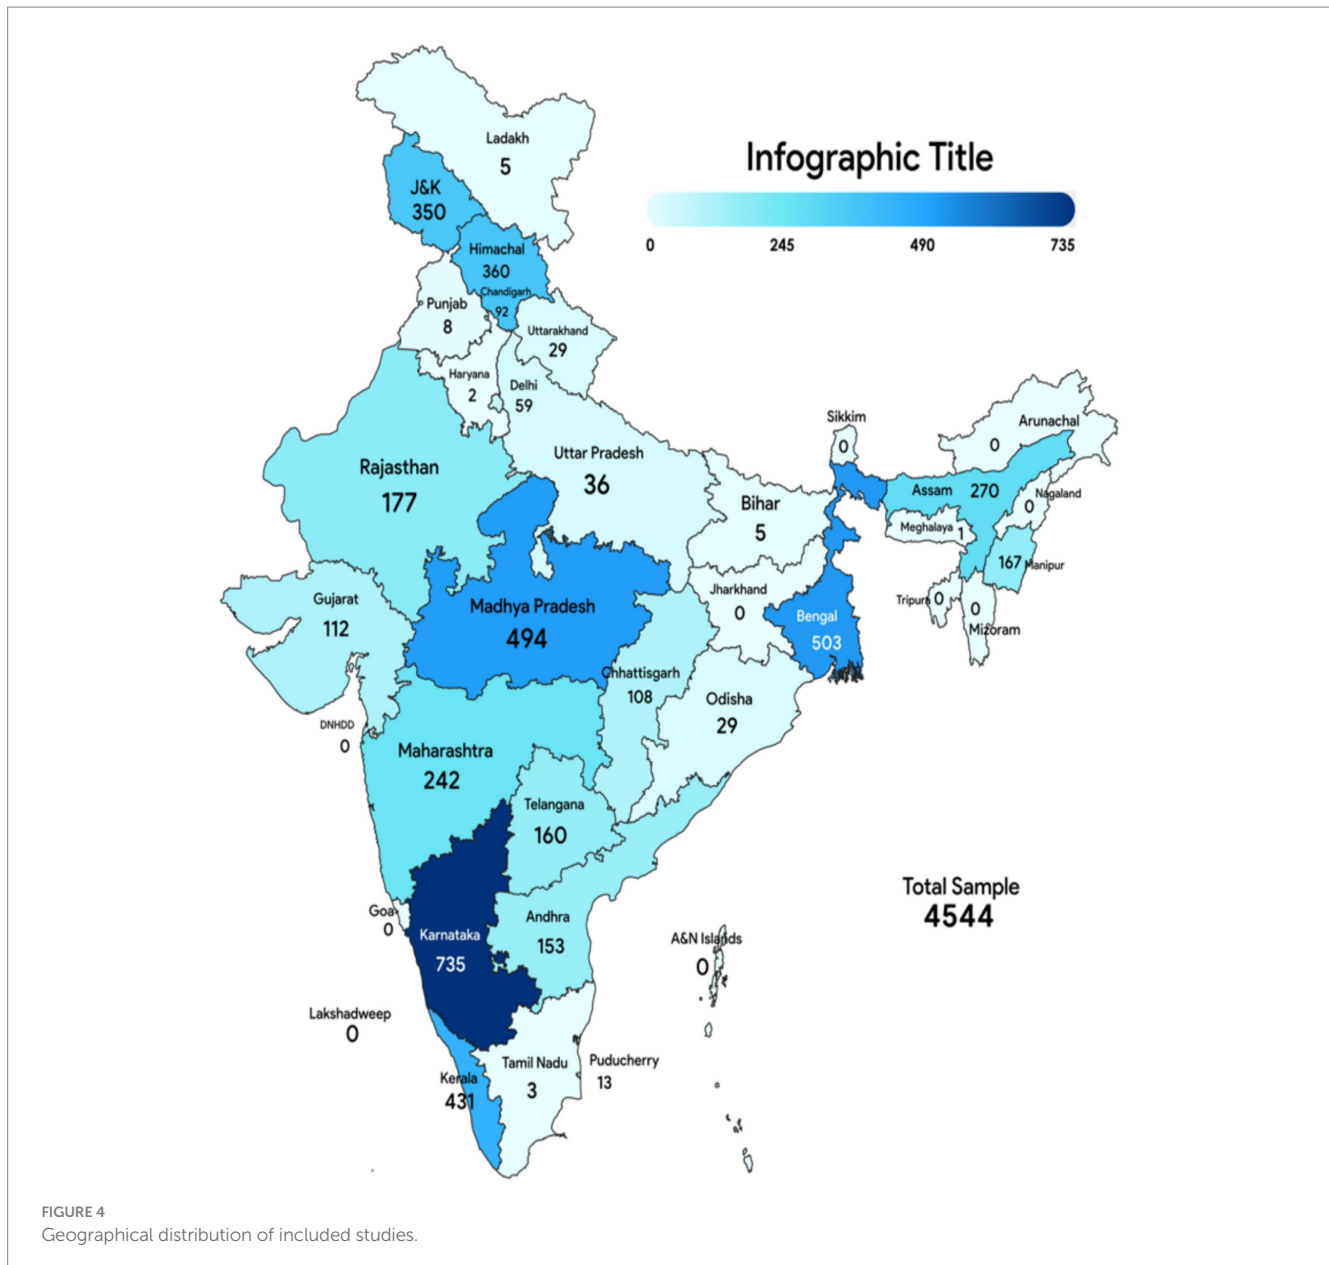 Ladakh
5
Infographic Title
0 245 490 735
J&K
350
Himachal
360
Chandigarh
92
Punjab
8
Uttarakhand
29
Haryana
2
Delhi
59
Sikkim
0
Arunachal
0
Uttar Pradesh
36
Rajasthan
177
Bihar
5
Assam 270
Nagaland
0
Meghalaya 1
167 Manipur
Gujarat
112
Madhya Pradesh
494
Jharkhand
0
Bengal
503
Tripura 0
0
Mizoram
Chhattisgarh
108
Odisha
29
DNHDD
0
0
Maharashtra
242
Telangana
160
Total Sample
4544
Goa
0
Karnataka
735
Andhra
153
A&N Islands
0
Lakshadweep
0
Kerala
431
Tamil Nadu
3
Puducherry
13
FIGURE 4
Geographical distribution of included studies.